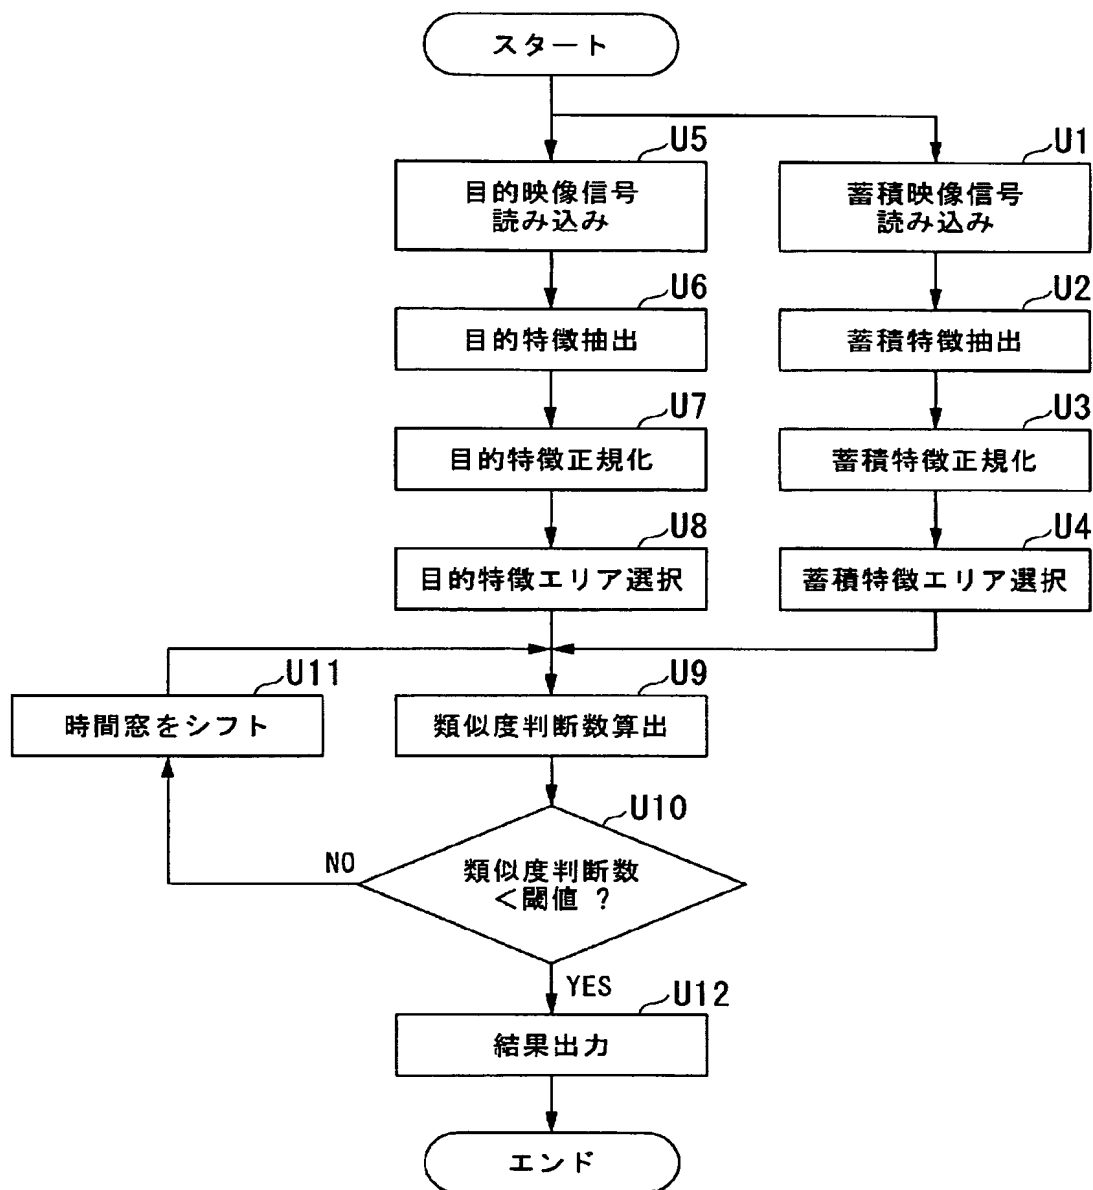 スタート
U5
目的映像信号
読み込み
U1
蓄積映像信号
読み込み
U6
目的特徴抽出
U2
蓄積特徴抽出
U7
目的特徴正規化
U3
蓄積特徴正規化
U8
目的特徴エリア選択
U4
蓄積特徴エリア選択
U11
時間窓をシフト
U9
類似度判断数算出
U10
類似度判断数
<閾値 ?
NO
YES
U12
結果出力
エンド